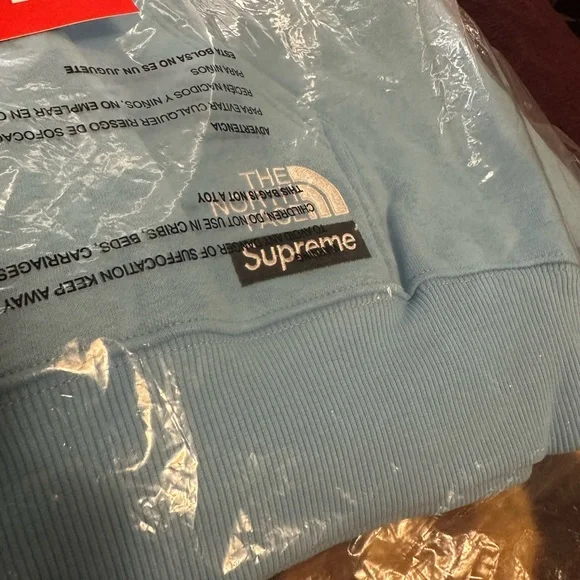 ESTA BOLSA NO ES UN JUGUETE
PARA NIÑOS
RECIEN NACIDOS Y NIÑOS, NO EMPLEAR EN
PARA EVITAR CUALQUIER RIESGO DE SOFOCA
ADVERTENCIA
THE
NORTH
FACE
Supreme
THIS BAG IS NOT A TOY
CHILDREN, DO NOT USE IN CRIBS, BEDS, CARRIAGES
DANGER OF SUFFOCATION KEEP AWAY